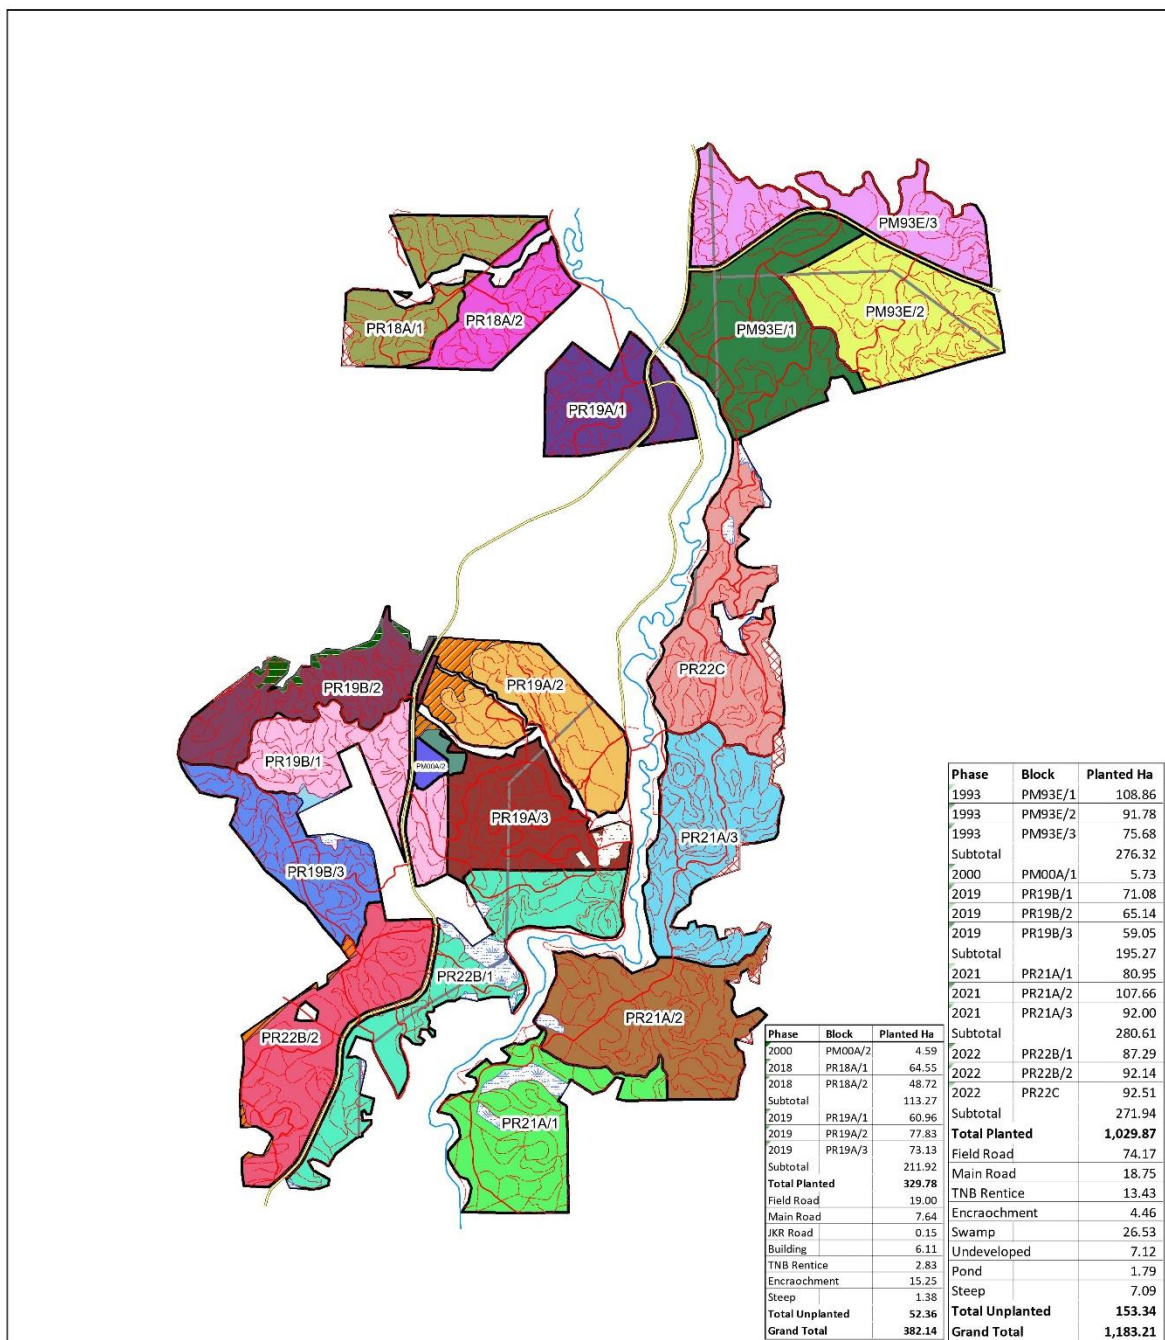 PM93E/3
PM93E/2
PM93E/1
PR18A/1
PR18A/2
PR19A/1
PR22C
PR19B/2
PR19A/2
PR19B/1
PM00A/2
PR19A/3
PR21A/3
PR19B/3
PR22B/1
PR21A/2
PR22B/2
PR21A/1
Phase Block Planted Ha
2000 PM00A/2 4.59
2018 PR18A/1 64.55
2018 PR18A/2 48.72
Subtotal 113.27
2019 PR19A/1 60.96
2019 PR19A/2 77.83
2019 PR19A/3 73.13
Subtotal 211.92
Total Planted 329.78
Field Road 19.00
Main Road 7.64
JKR Road 0.15
Building 6.11
TNB Rentice 2.83
Encraochment 15.25
Steep 1.38
Total Unplanted 52.36
Grand Total 382.14
Phase Block Planted Ha
1993 PM93E/1 108.86
1993 PM93E/2 91.78
1993 PM93E/3 75.68
Subtotal 276.32
2000 PM00A/1 5.73
2019 PR19B/1 71.08
2019 PR19B/2 65.14
2019 PR19B/3 59.05
Subtotal 195.27
2021 PR21A/1 80.95
2021 PR21A/2 107.66
2021 PR21A/3 92.00
Subtotal 280.61
2022 PR22B/1 87.29
2022 PR22B/2 92.14
2022 PR22C 92.51
Subtotal 271.94
Total Planted 1,029.87
Field Road 74.17
Main Road 18.75
TNB Rentice 13.43
Encraochment 4.46
Swamp 26.53
Undeveloped 7.12
Pond 1.79
Steep 7.09
Total Unplanted 153.34
Grand Total 1,183.21